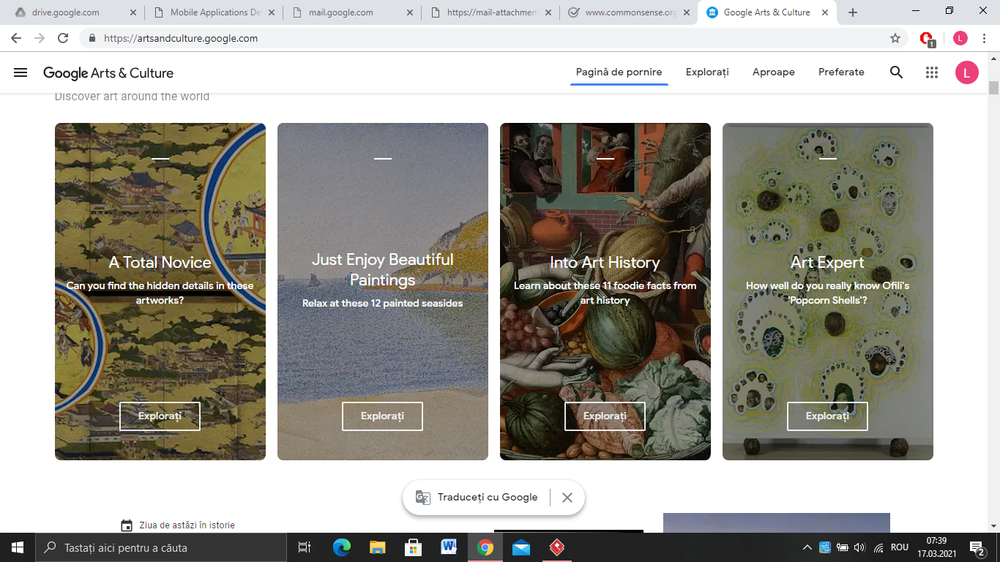 drive.google.com
Mobile Applications De
mail.google.com
https://mail-attachment
www.commonsense.org
Google Arts & Culture
https://artsandculture.google.com
L
1
Google Arts & Culture
Pagină de pornire
Explorați
Aproape
Preferate
L
Discover art around the world
A Total Novice
Can you find the hidden details in these
artworks?
Explorați
Just Enjoy Beautiful
Paintings
Relax at these 12 painted seasides
Explorați
Into Art History
Learn about these 11 foodie facts from
art history
Explorați
Art Expert
How well do you really know Ofili's
'Popcorn Shells'?
Explorați
Traduceți cu Google
Ziua de astăzi în istorie
Tastați aici pentru a căuta
ROU
07:39
17.03.2021
2